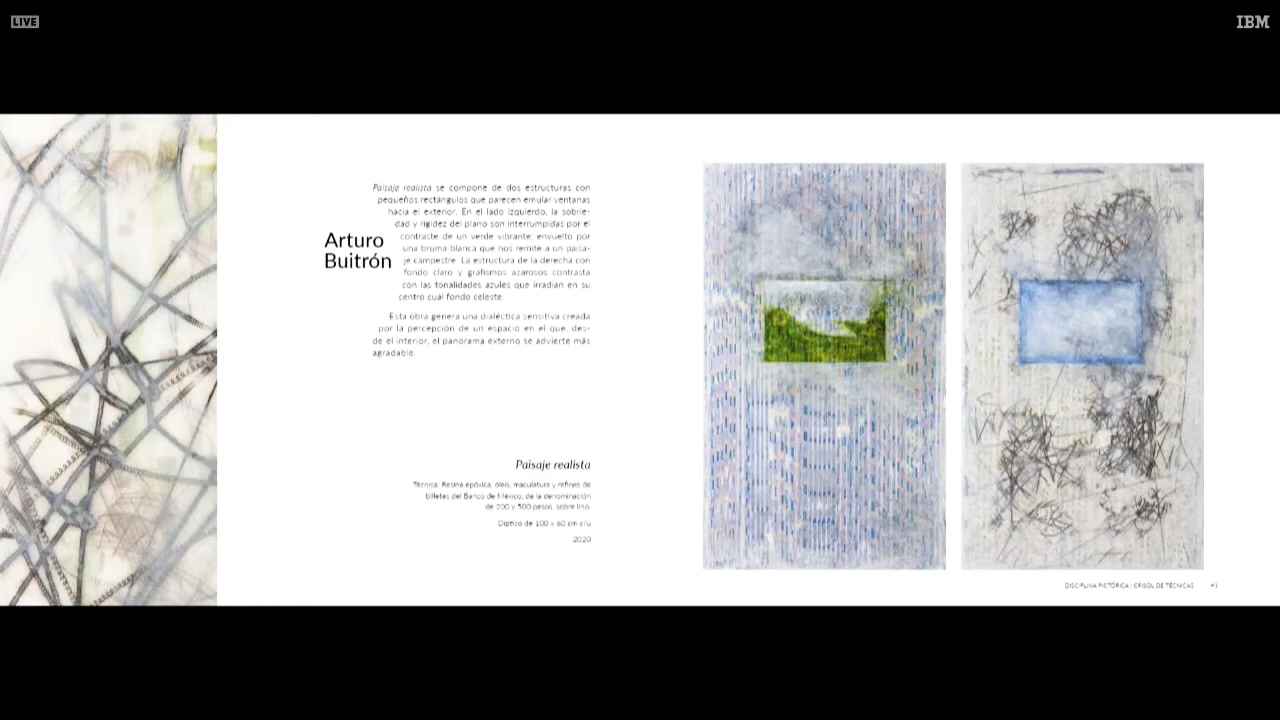 LIVE
IBM
Arturo
Buitrón
Paisaje realista se compone de dos estructuras con
pequeños rectángulos que parecen emular ventanas
hacia el exterior. En el lado izquierdo, la sobrie-
dad y rigidez del plano son interrumpidas por el
contraste de un verde vibrante, envuelto por
una bruma blanca que nos remite a un paisa-
je campestre. La estructura de la derecha con
fondo claro y grafismos azarosos contrasta
con las tonalidades azules que irradian en su
centro cual fondo celeste.
Esta obra genera una dialéctica sensitiva creada
por la percepción de un espacio en el que, des-
de el interior, el panorama externo se advierte más
agradable.
Paisaje realista
Técnica: Resina epóxica, óleo, maculatura y refines de
billetes del Banco de México, de la denominación
de 200 y 500 pesos, sobre lino.
Díptico de 100 x 60 cm c/u
2020
DISCIPLINA PICTÓRICA : CRISOL DE TÉCNICAS